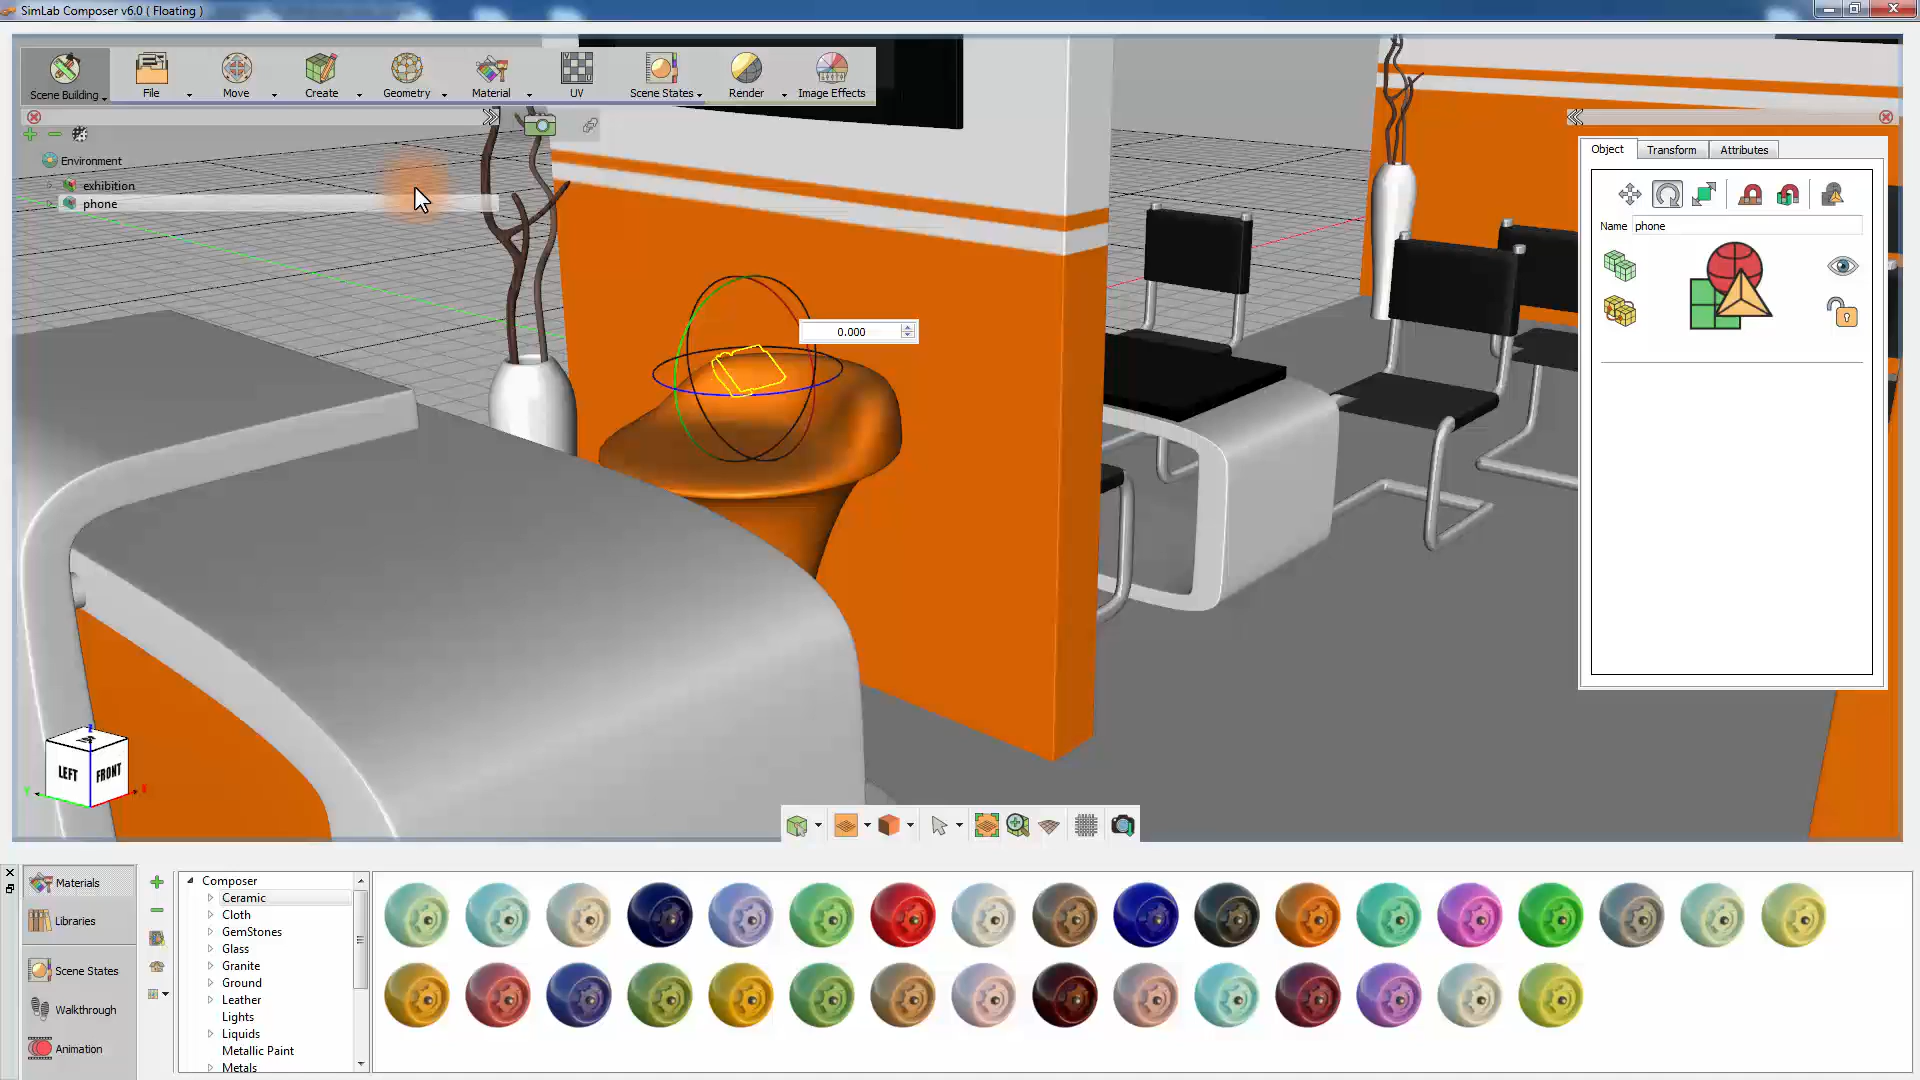 SimLab Composer v6.0 ( Floating )
Scene Building
File
Move
Create
Geometry
Material
UV
Scene States
Render
Image Effects
Environment
exhibition
phone
0.000
Object
Transform
Attributes
Name
phone
LEFT
FRONT
Materials
Libraries
Scene States
Walkthrough
Animation
Composer
Ceramic
Cloth
GemStones
Glass
Granite
Ground
Leather
Lights
Liquids
Metallic Paint
Metals